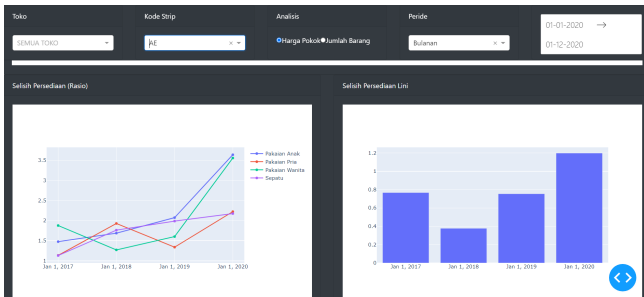 Toko
Kode Strip
Analisis
Peride
SEMUA TOKO
AE
Harga Pokok Jumlah Barang
Bulanan
01-01-2020 →
01-12-2020
Selisih Persediaan (Rasio)
Selisih Persediaan Lini
3.5
3
2.5
2
1.5
1
Jan 1, 2017
Jan 1, 2018
Jan 1, 2019
Jan 1, 2020
Pakaian Anak
Pakaian Pria
Pakaian Wanita
Sepatu
1.2
1
0.8
0.6
0.4
0.2
0
Jan 1, 2017
Jan 1, 2018
Jan 1, 2019
Jan 1, 2020